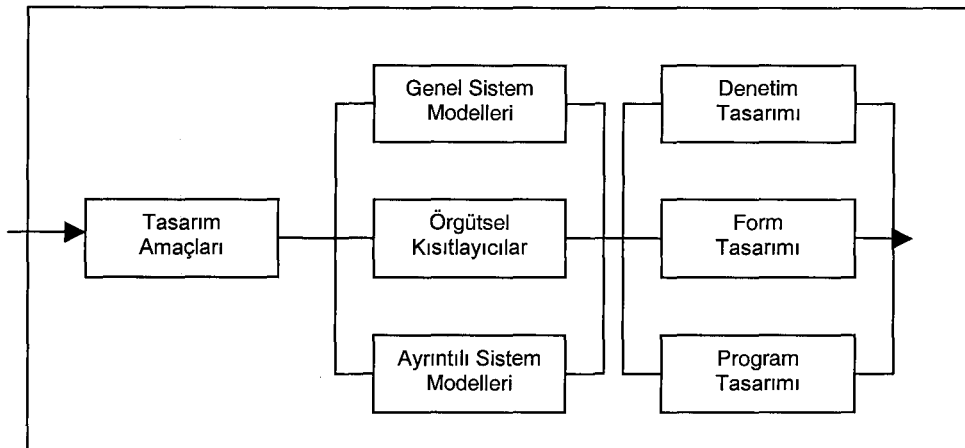 Genel Sistem
Modelleri
Denetim
Tasarımı
Tasarım
Amaçları
Örgütsel
Kısıtlayıcılar
Form
Tasarımı
Ayrıntılı Sistem
Modelleri
Program
Tasarımı